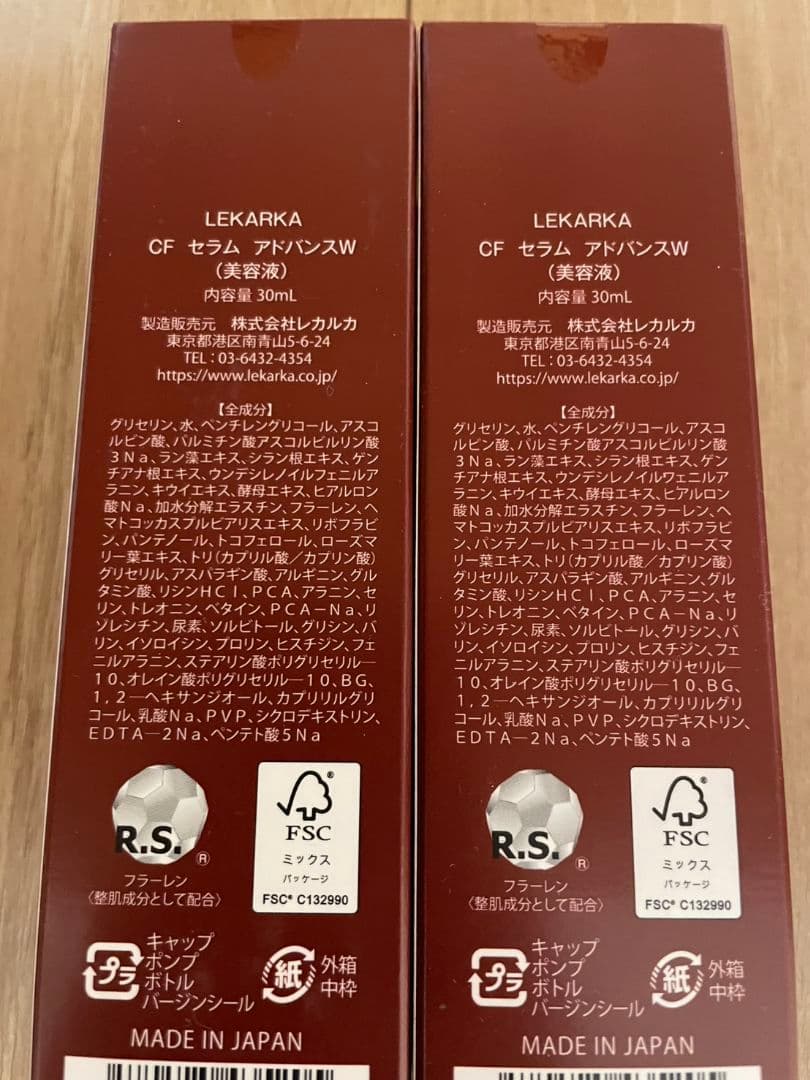 LEKARKA
CF セラム アドバンスW
(美容液)
内容量 30mL
製造販売元 株式会社レカルカ
東京都港区南青山5-6-24
TEL:03-6432-4354
https://www.lekarka.co.jp/
【全成分】
グリセリン、水、ペンチレングリコール、アスコ
ルビン酸、パルミチン酸アスコルビルリン酸
3Na、ラン藻エキス、シラン根エキス、ゲン
チアナ根エキス、ウンデシレノイルフェニルア
ラニン、キウイエキス、酵母エキス、ヒアルロン
酸Na、加水分解エラスチン、フラーレン、ヘ
マトコッカスプルビアリスエキス、リボフラビ
ン、パンテノール、トコフェロール、ローズマ
リー葉エキス、トリ(カプリル酸/カプリン酸)
グリセリル、アスパラギン酸、アルギニン、グル
タミン酸、リシンHCl、PCA、アラニン、セ
リン、トレオニン、ベタイン、PCA-Na、リ
ゾレシチン、尿素、ソルビトール、グリシン、バ
リン、イソロイシン、プロリン、ヒスチジン、フェ
ニルアラニン、ステアリン酸ポリグリセリル―
10、オレイン酸ポリグリセリル―10、BG、
1,2―ヘキサンジオール、カプリリルグリ
コール、乳酸Na、PVP、シクロデキストリン、
EDTA―2Na、ペンテト酸5Na
R.S.®
フラーレン
〈整肌成分として配合〉
®
FSC
ミックス
パッケージ
FSC® C132990
プラ
キャップ
ポンプ
ボトル
バージンシール
紙
外箱
中枠
MADE IN JAPAN
LEKARKA
CF セラム アドバンスW
(美容液)
内容量 30mL
製造販売元 株式会社レカルカ
東京都港区南青山5-6-24
TEL:03-6432-4354
https://www.lekarka.co.jp/
【全成分】
グリセリン、水、ペンチレングリコール、アスコ
ルビン酸、パルミチン酸アスコルビルリン酸
3Na、ラン藻エキス、シラン根エキス、ゲン
チアナ根エキス、ウンデシレノイルフェニルア
ラニン、キウイエキス、酵母エキス、ヒアルロン
酸Na、加水分解エラスチン、フラーレン、ヘ
マトコッカスプルビアリスエキス、リボフラビ
ン、パンテノール、トコフェロール、ローズマ
リー葉エキス、トリ(カプリル酸/カプリン酸)
グリセリル、アスパラギン酸、アルギニン、グル
タミン酸、リシンHCl、PCA、アラニン、セ
リン、トレオニン、ベタイン、PCA-Na、リ
ゾレシチン、尿素、ソルビトール、グリシン、バ
リン、イソロイシン、プロリン、ヒスチジン、フェ
ニルアラニン、ステアリン酸ポリグリセリル―
10、オレイン酸ポリグリセリル―10、BG、
1,2―ヘキサンジオール、カプリリルグリ
コール、乳酸Na、PVP、シクロデキストリン、
EDTA―2Na、ペンテト酸5Na
R.S.®
フラーレン
〈整肌成分として配合〉
®
FSC
ミックス
パッケージ
FSC® C132990
プラ
キャップ
ポンプ
ボトル
バージンシール
紙
外箱
中枠
MADE IN JAPAN